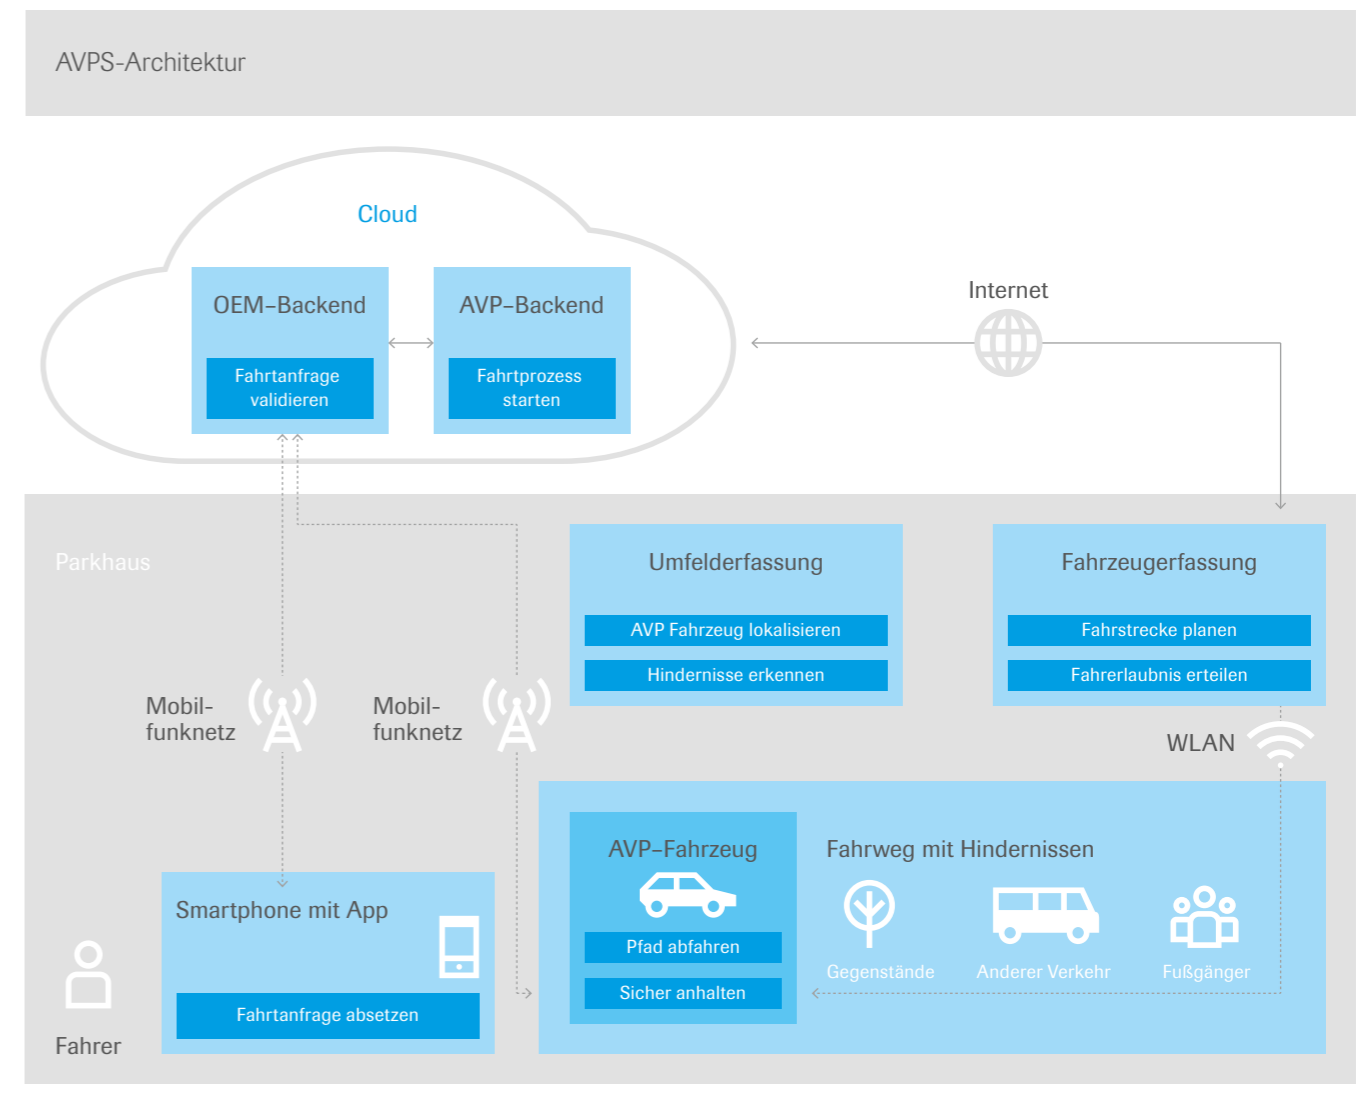 AVPS-Architektur
Cloud
OEM-Backend
Fahrtanfrage
validieren
AVP-Backend
Fahrtprozess
starten
Internet
Parkhaus
Umfelderfassung
AVP Fahrzeug lokalisieren
Hindernisse erkennen
Fahrzeugerfassung
Fahrstrecke planen
Fahrerlaubnis erteilen
Mobil-
funknetz
Mobil-
funknetz
WLAN
AVP-Fahrzeug
Pfad abfahren
Sicher anhalten
Fahrweg mit Hindernissen
Gegenstände
Anderer Verkehr
Fußgänger
Smartphone mit App
Fahrtanfrage absetzen
Fahrer